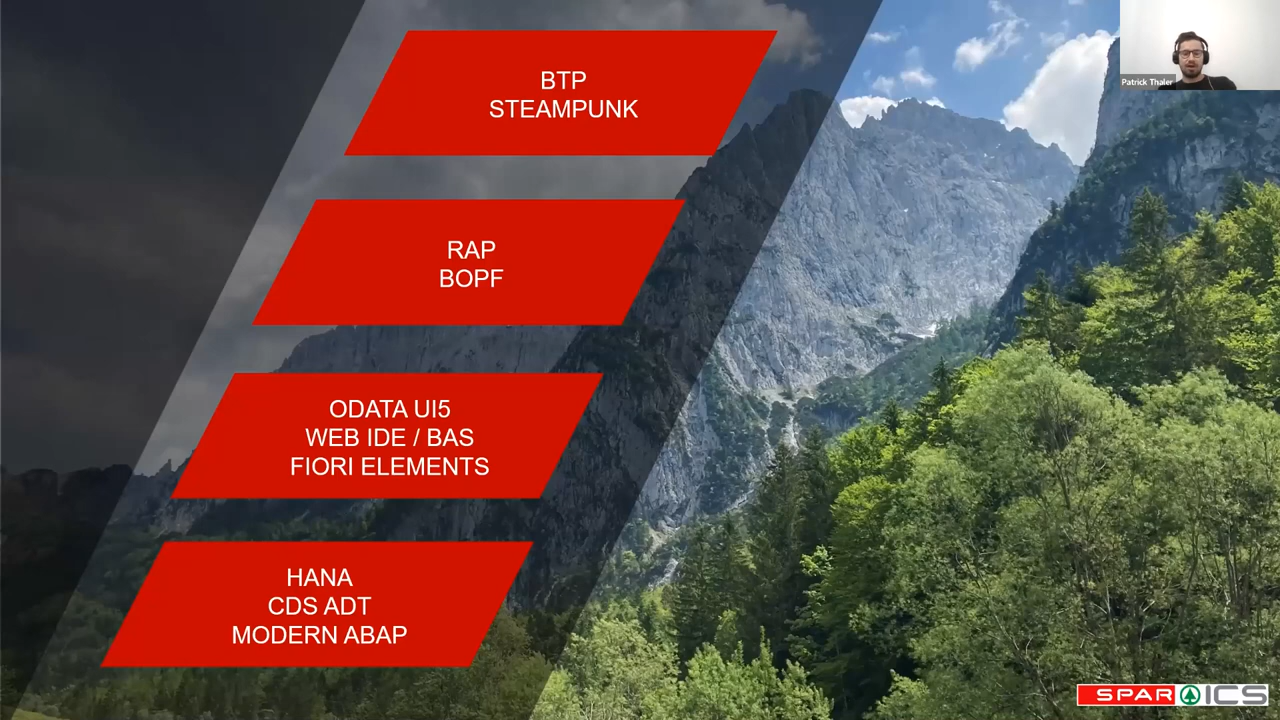 BTP
STEAMPUNK
Patrick Thaler
RAP
BOPF
ODATA UI5
WEB IDE / BAS
FIORI ELEMENTS
HANA
CDS ADT
MODERN ABAP
SPAR ICS